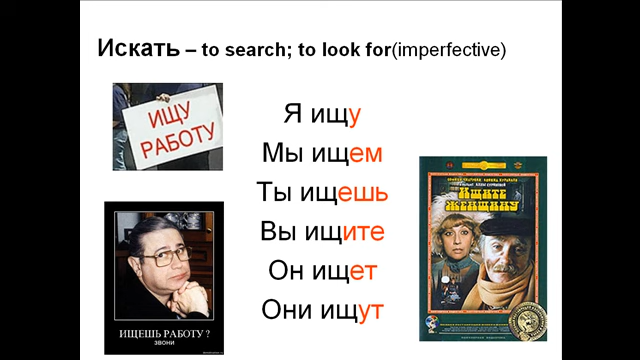 Искать – to search; to look for(imperfective)
ИЩУ
РАБОТУ
Я ищу
Мы ищем
Ты ищешь
Вы ищите
Он ищет
Они ищут
ИЩЕШЬ РАБОТУ ?
ЗВОНИ
ИЩИТЕ
ЖЕНЩИНУ